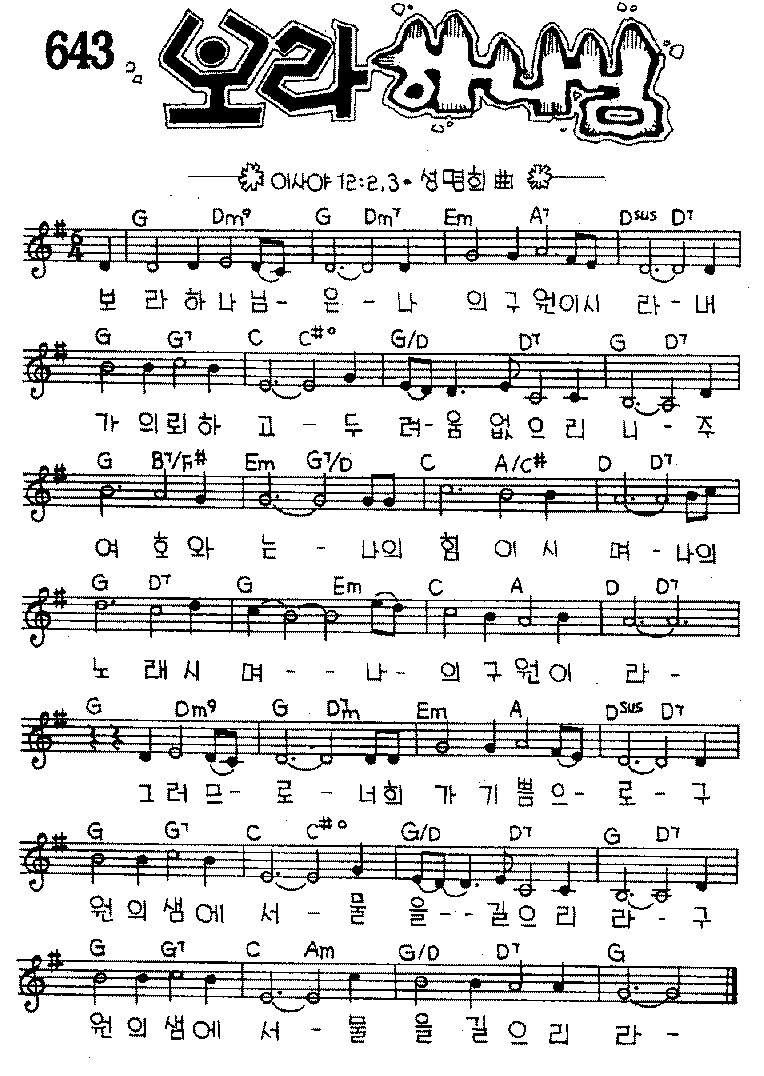 643
보라 하나님
이사야 12:2,3 • 성명희 曲
G Dm9 G Dm7 Em A7 Dsus D7
6/4
보 라 하 나 님 - 은 - 나 의 구 원이시 라 - 내
G G7 C C#o G/D D7 G D7
가 의뢰하 고 - 두 려-움 없 으 리 니 - 주
G B7/F# Em G7/D C A/C# D D7
여 호 와 는 - 나의 힘 이 시 며 - 나의
G D7 G Em C A D D7
노 래 시 며 - - 나 - 의 구 원 이 라 -
G Dm9 G D7m Em A Dsus D7
그 러 므 - 로 - 너희 가 기 쁨 으 - 로 - 구
G G7 C C#o G/D D7 G D7
원 의 샘 에 서 - 물 을 - - 길 으 리 라 - 구
G G7 C Am G/D D7 G
원 의 샘 에 서 - 물 을 길 으 리 라 -